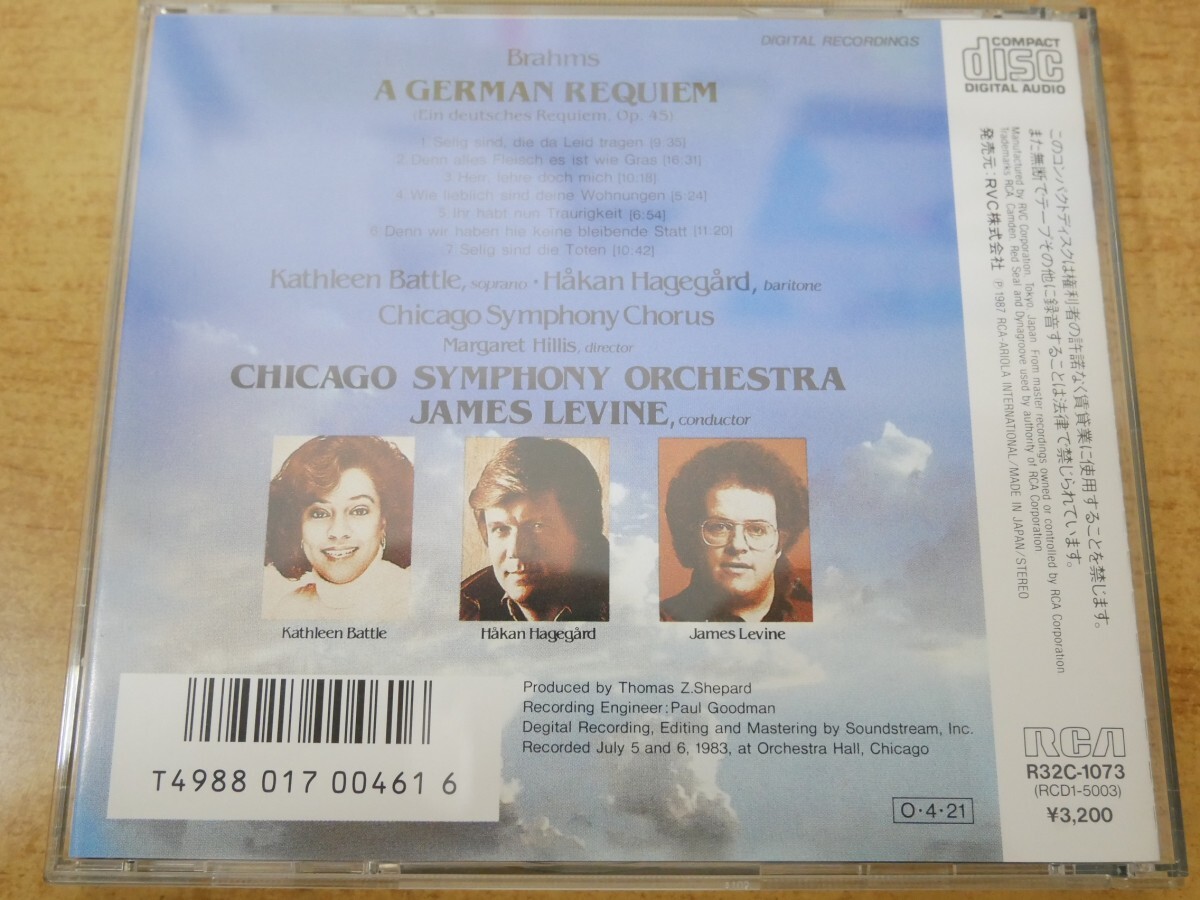 DIGITAL RECORDINGS
Brahms
A GERMAN REQUIEM
(Ein deutsches Requiem, Op. 45)
1. Selig sind, die da Leid tragen [9:35]
2. Denn alles Fleisch es ist wie Gras [16:31]
3. Herr, lehre doch mich [10:18]
4. Wie lieblich sind deine Wohnungen [5:24]
5. Ihr habt nun Traurigkeit [6:54]
6. Denn wir haben hie keine bleibende Statt [11:20]
7. Selig sind die Toten [10:42]
Kathleen Battle, soprano • Håkan Hagegård, baritone
Chicago Symphony Chorus
Margaret Hillis, director
CHICAGO SYMPHONY ORCHESTRA
JAMES LEVINE, conductor
Kathleen Battle
Håkan Hagegård
James Levine
Produced by Thomas Z.Shepard
Recording Engineer:Paul Goodman
Degital Recording, Editing and Mastering by Soundstream, Inc.
Recorded July 5 and 6, 1983, at Orchestra Hall, Chicago
T4988 017 00461 6
O・4・21
COMPACT
disc
DIGITAL AUDIO
このコンパクトディスクは権利者の許諾なく賃貸業に使用することを禁じます。
また無断でテープその他に録音することは法律で禁じられています。
Manufactured by RVC Corporation, Tokyo, Japan. From master recordings owned or controlled by RCA Corporation
Trademarks RCA, Camden, Red Seal and Dynagroove used by authority of RCA Corporation
発売元:RVC株式会社 ℗1987 RCA-ARIOLA INTERNATIONAL/MADE IN JAPAN/STEREO
RCA
R32C-1073
(RCD1-5003)
¥3,200